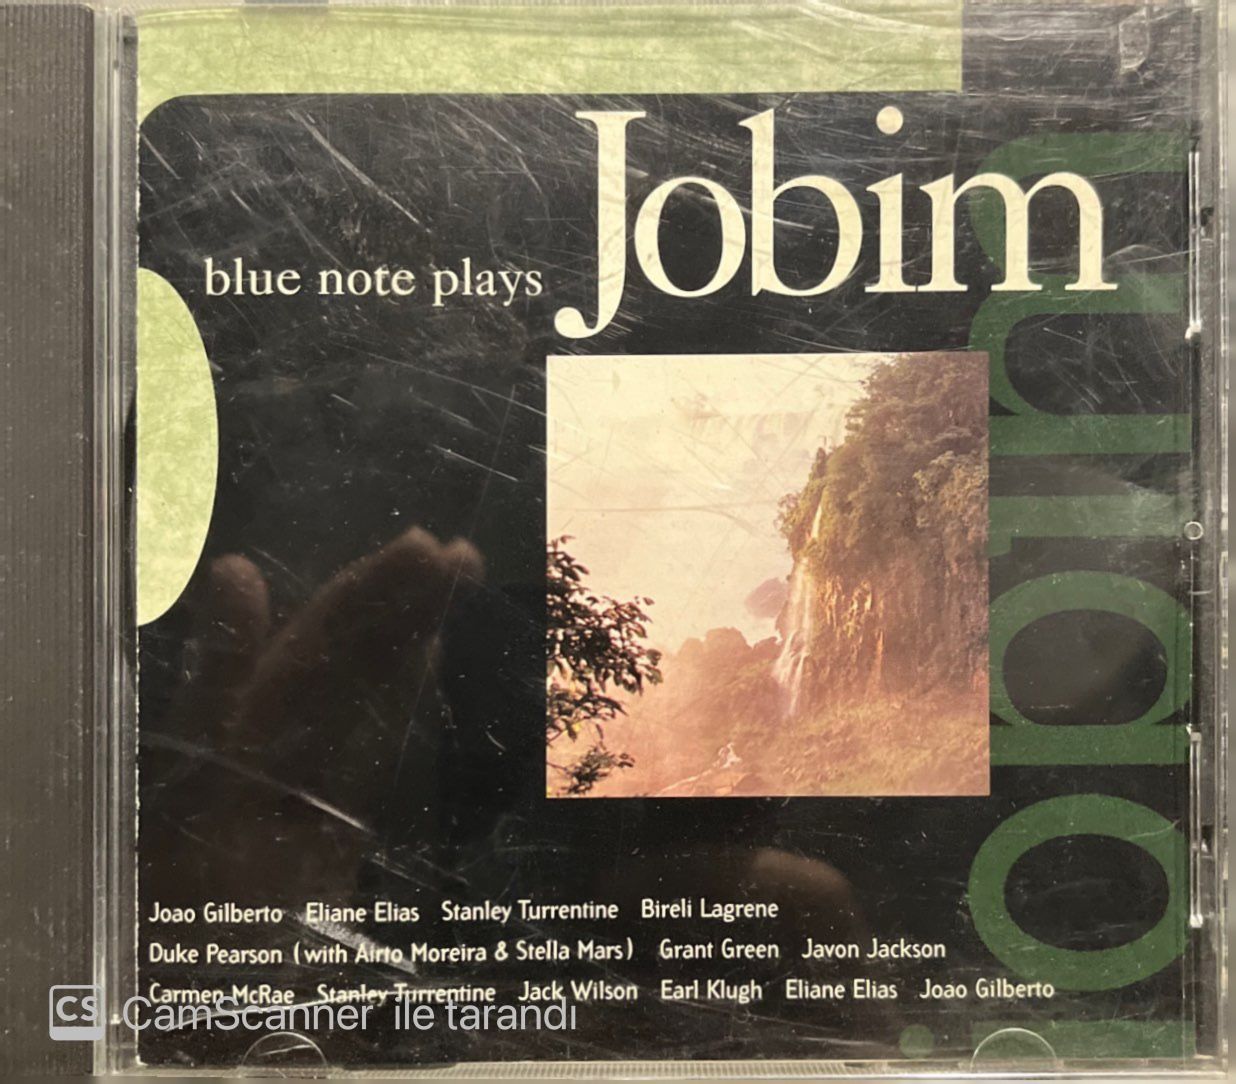 Jobim
blue note plays
Jobim
Joao Gilberto Eliane Elias Stanley Turrentine Bireli Lagrene
Duke Pearson (with Airto Moreira & Stella Mars) Grant Green Javon Jackson
Carmen McRae Stanley Turrentine Jack Wilson Earl Klugh Eliane Elias Joao Gilberto
CS CamScanner ile tarandı